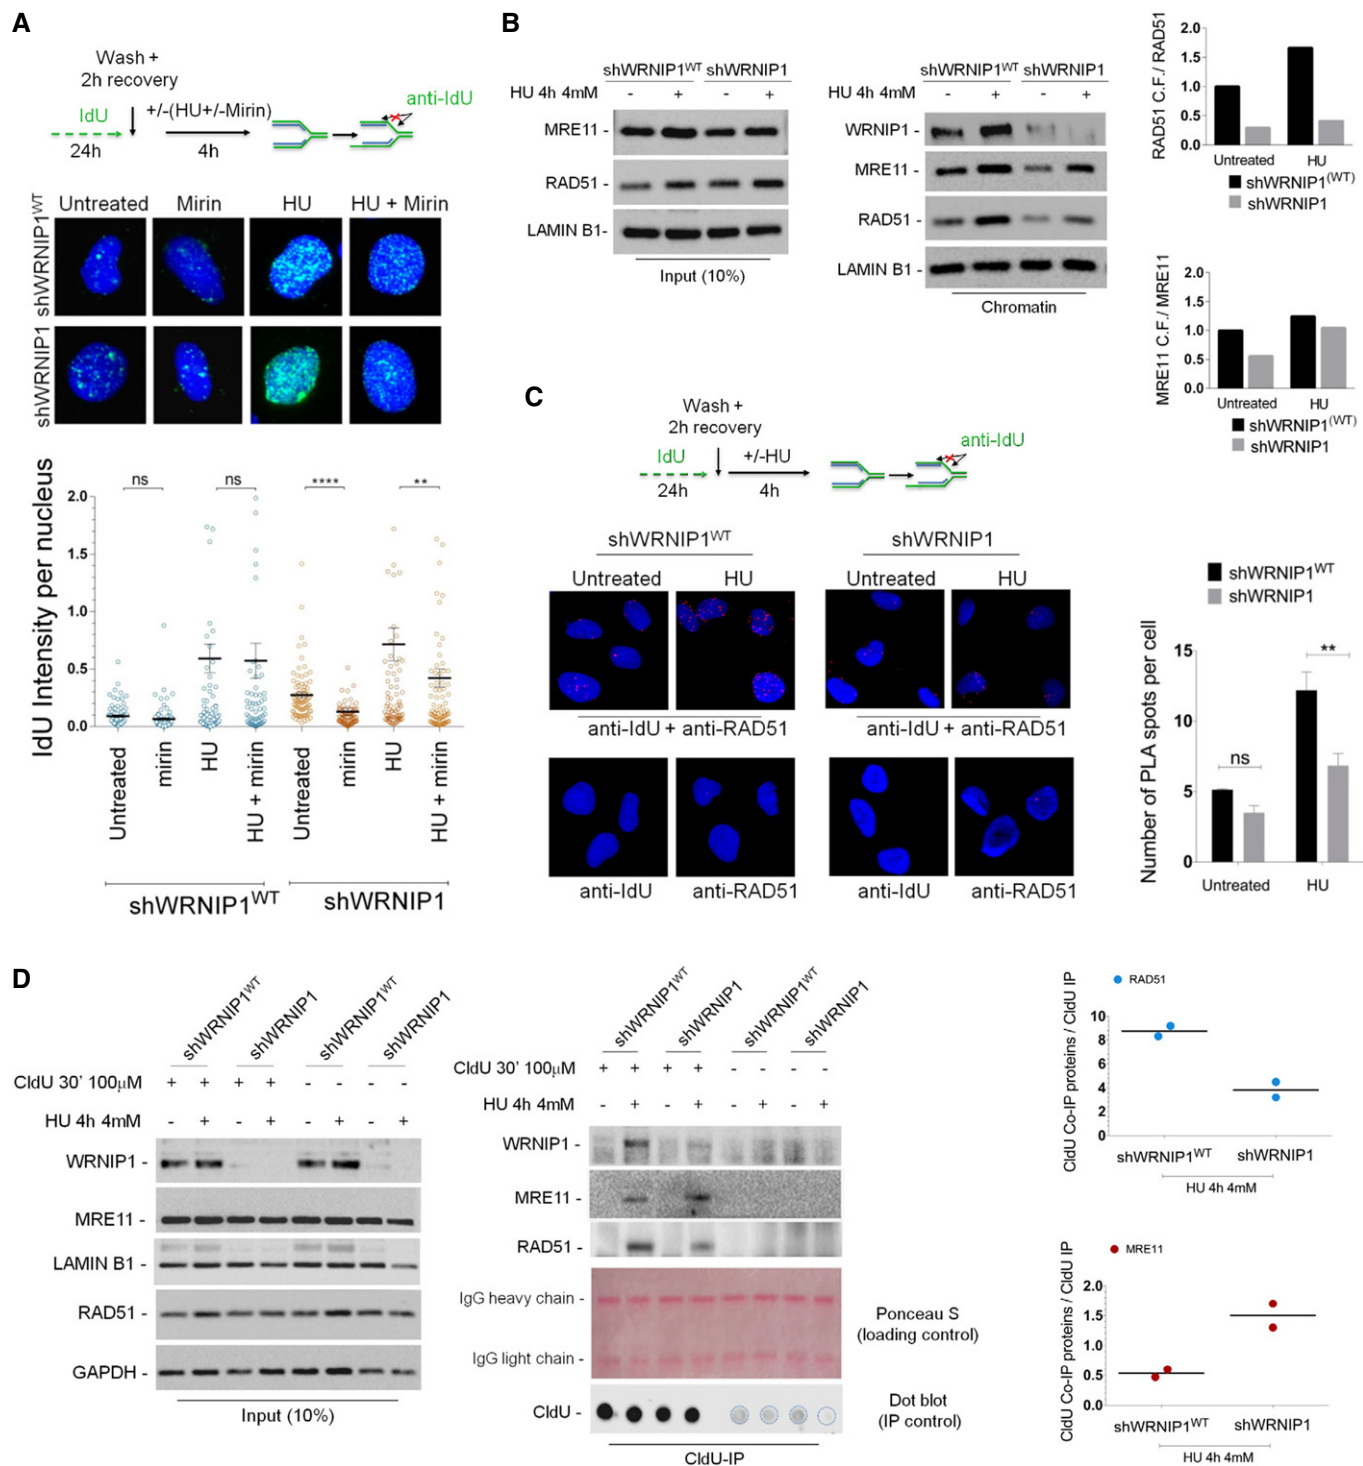 A
Wash +
2h recovery
IdU
+/-(HU+/-Mirin)
anti-IdU
24h
4h
Untreated
Mirin
HU
HU + Mirin
shWRNIP1WT
shWRNIP1
IdU Intensity per nucleus
2.0
1.5
1.0
0.5
0.0
ns
ns
****
**
Untreated
mirin
HU
HU + mirin
Untreated
mirin
HU
HU + mirin
shWRNIP1WT
shWRNIP1
B
shWRNIP1WT shWRNIP1
HU 4h 4mM - + - +
MRE11
RAD51
LAMIN B1-
Input (10%)
shWRNIP1WT shWRNIP1
HU 4h 4mM - + - +
WRNIP1
MRE11
RAD51
LAMIN B1
Chromatin
RAD51 C.F./ RAD51
2.0
1.5
1.0
0.5
0.0
Untreated
HU
shWRNIP1(WT)
shWRNIP1
MRE11 C.F./ MRE11
2.0
1.5
1.0
0.5
0.0
Untreated
HU
shWRNIP1(WT)
shWRNIP1
C
Wash +
2h recovery
IdU
+/-HU
anti-IdU
24h
4h
shWRNIP1WT
shWRNIP1
Untreated
HU
Untreated
HU
anti-IdU + anti-RAD51
anti-IdU + anti-RAD51
anti-IdU
anti-RAD51
anti-IdU
anti-RAD51
shWRNIP1WT
shWRNIP1
Number of PLA spots per cell
15
10
5
0
ns
**
Untreated
HU
D
shWRNIP1WT
shWRNIP1
shWRNIP1WT
shWRNIP1
CldU 30' 100µM + + + + - - - -
HU 4h 4mM - + - + - + - +
WRNIP1 -
MRE11 -
LAMIN B1 -
RAD51 -
GAPDH -
Input (10%)
shWRNIP1WT
shWRNIP1
shWRNIP1WT
shWRNIP1
CldU 30' 100µM + + + + - - - -
HU 4h 4mM - + - + - + - +
WRNIP1 -
MRE11 -
RAD51 -
IgG heavy chain -
IgG light chain -
Ponceau S
(loading control)
CldU -
Dot blot
(IP control)
CldU-IP
RAD51
CldU Co-IP proteins / CldU IP
10
8
6
4
2
0
shWRNIP1WT
shWRNIP1
HU 4h 4mM
MRE11
CldU Co-IP proteins / CldU IP
2.0
1.5
1.0
0.5
0.0
shWRNIP1WT
shWRNIP1
HU 4h 4mM